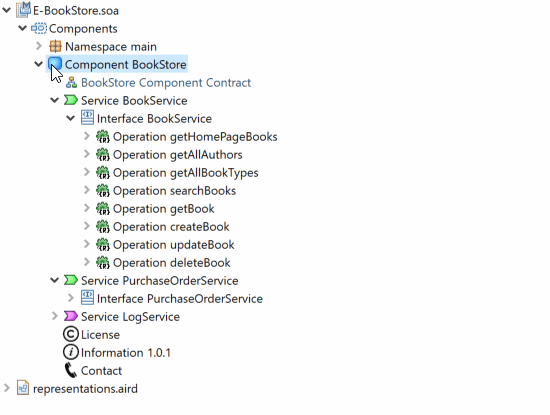 E-BookStore.soa
Components
Namespace main
Component BookStore
BookStore Component Contract
Service BookService
Interface BookService
Operation getHomePageBooks
Operation getAllAuthors
Operation getAllBookTypes
Operation searchBooks
Operation getBook
Operation createBook
Operation updateBook
Operation deleteBook
Service PurchaseOrderService
Interface PurchaseOrderService
Service LogService
License
Information 1.0.1
Contact
representations.aird